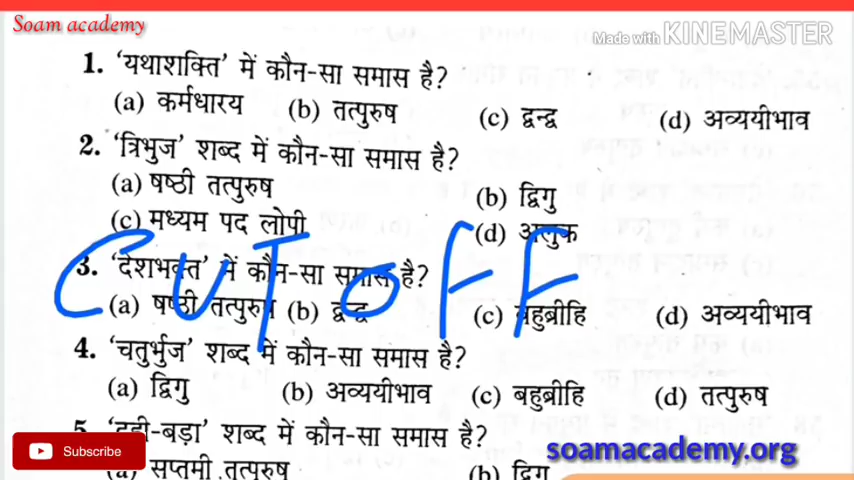 Soam academy
Made with KINEMASTER
1. 'यथाशक्ति' में कौन-सा समास है?
(a) कर्मधारय (b) तत्पुरुष (c) द्वन्द्व (d) अव्ययीभाव
2. 'त्रिभुज' शब्द में कौन-सा समास है?
(a) षष्ठी तत्पुरुष (b) द्विगु
(c) मध्यम पद लोपी (d) अलुक
CUT OFF
3. 'देशभक्त' में कौन-सा समास है?
(a) षष्ठी तत्पुरुष (b) द्वन्द्व (c) बहुब्रीहि (d) अव्ययीभाव
4. 'चतुर्भुज' शब्द में कौन-सा समास है?
(a) द्विगु (b) अव्ययीभाव (c) बहुब्रीहि (d) तत्पुरुष
5. 'दही-बड़ा' शब्द में कौन-सा समास है?
Subscribe
soamacademy.org
(a) सप्तमी तत्पुरुष (b) द्विगु